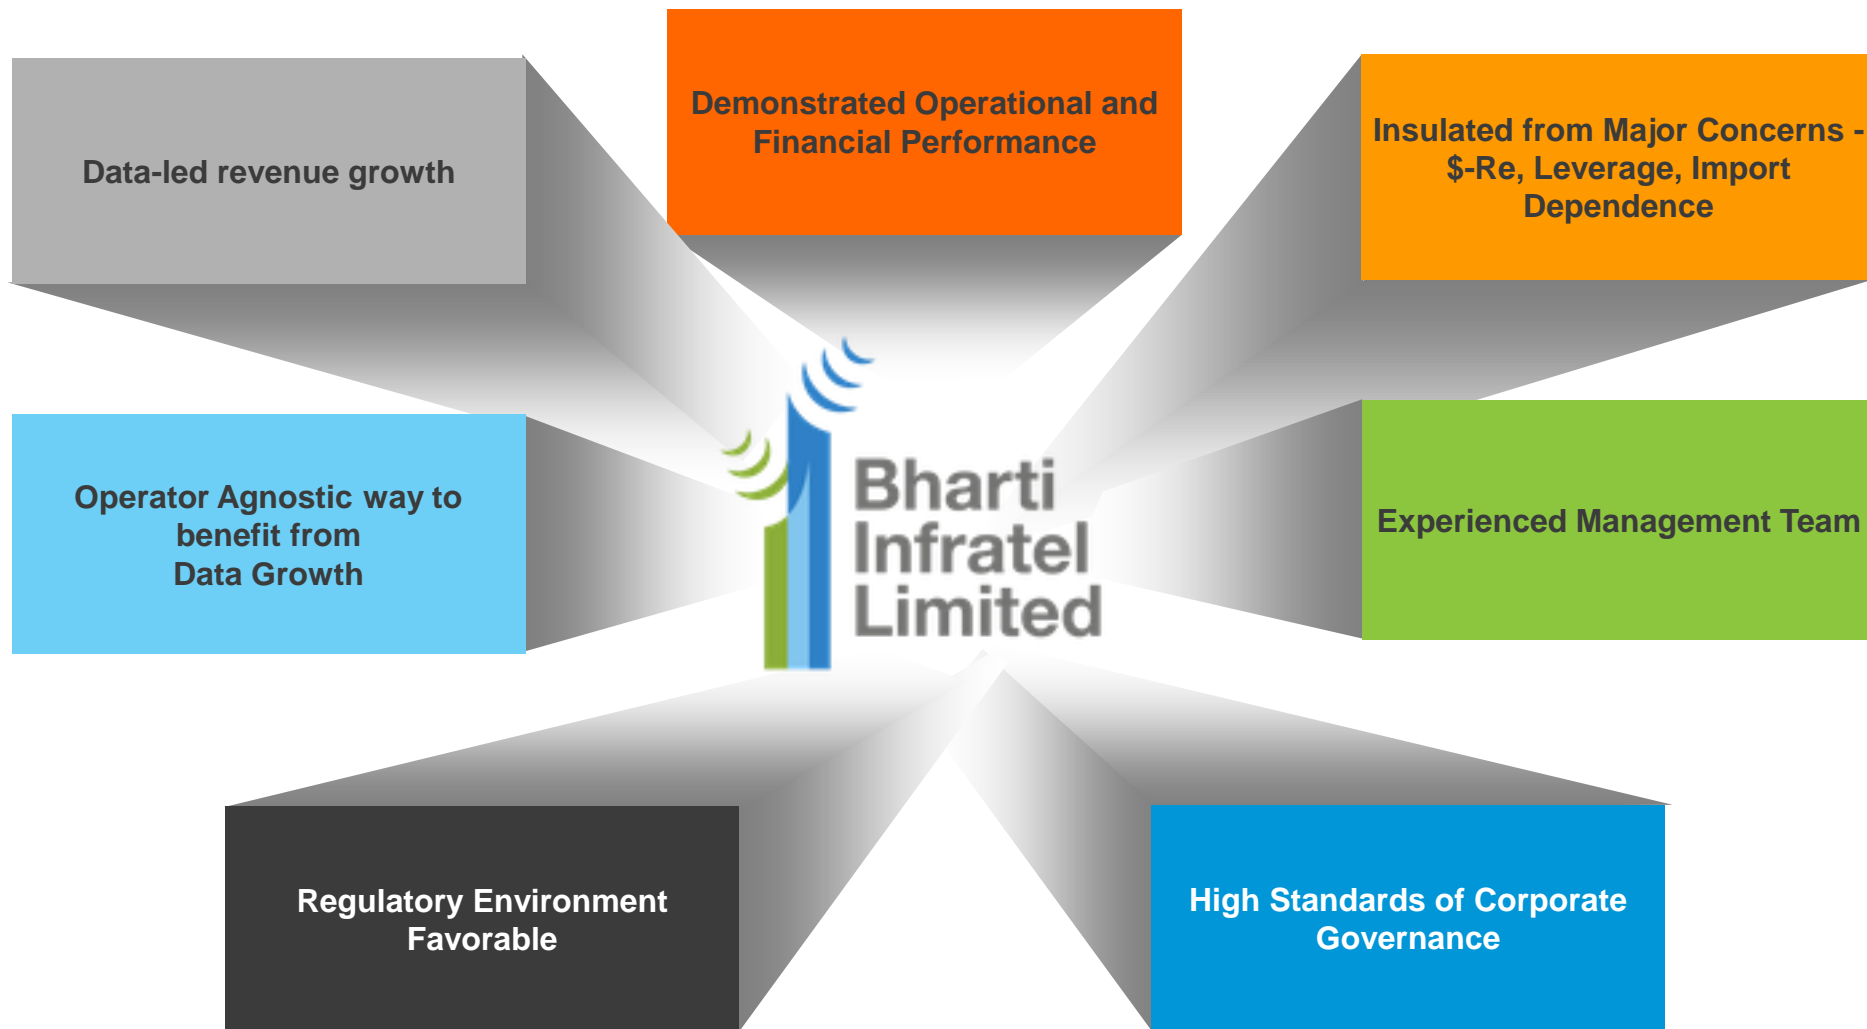 Demonstrated Operational and
Financial Performance
Data-led revenue growth
Insulated from Major Concerns -
$-Re, Leverage, Import
Dependence
Operator Agnostic way to
benefit from
Data Growth
Bharti
Infratel
Limited
Experienced Management Team
Regulatory Environment
Favorable
High Standards of Corporate
Governance